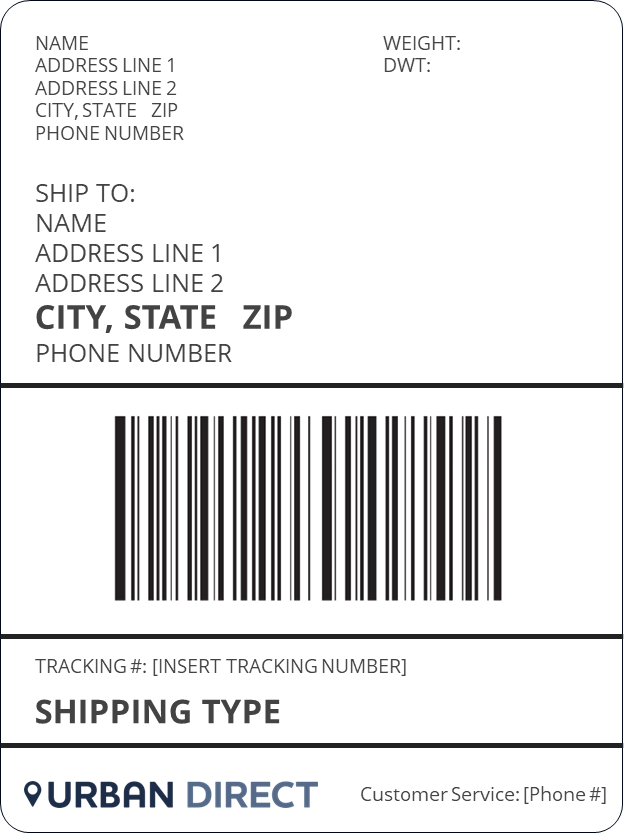 NAME
ADDRESS LINE 1
ADDRESS LINE 2
CITY, STATE ZIP
PHONE NUMBER
WEIGHT:
DWT:
SHIP TO:
NAME
ADDRESS LINE 1
ADDRESS LINE 2
CITY, STATE ZIP
PHONE NUMBER
TRACKING #: [INSERT TRACKING NUMBER]
SHIPPING TYPE
URBAN DIRECT
Customer Service: [Phone #]